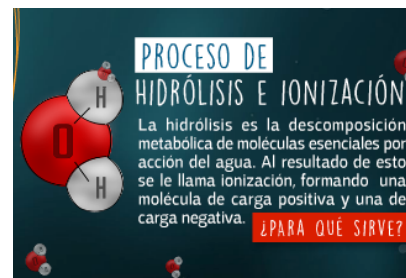 PROCESO DE
HIDRÓLISIS E IONIZACIÓN
La hidrólisis es la descomposición
metabólica de moléculas esenciales por
acción del agua. Al resultado de esto
se le llama ionización, formando una
molécula de carga positiva y una de
carga negativa.
¿PARA QUÉ SIRVE?
H
O
H